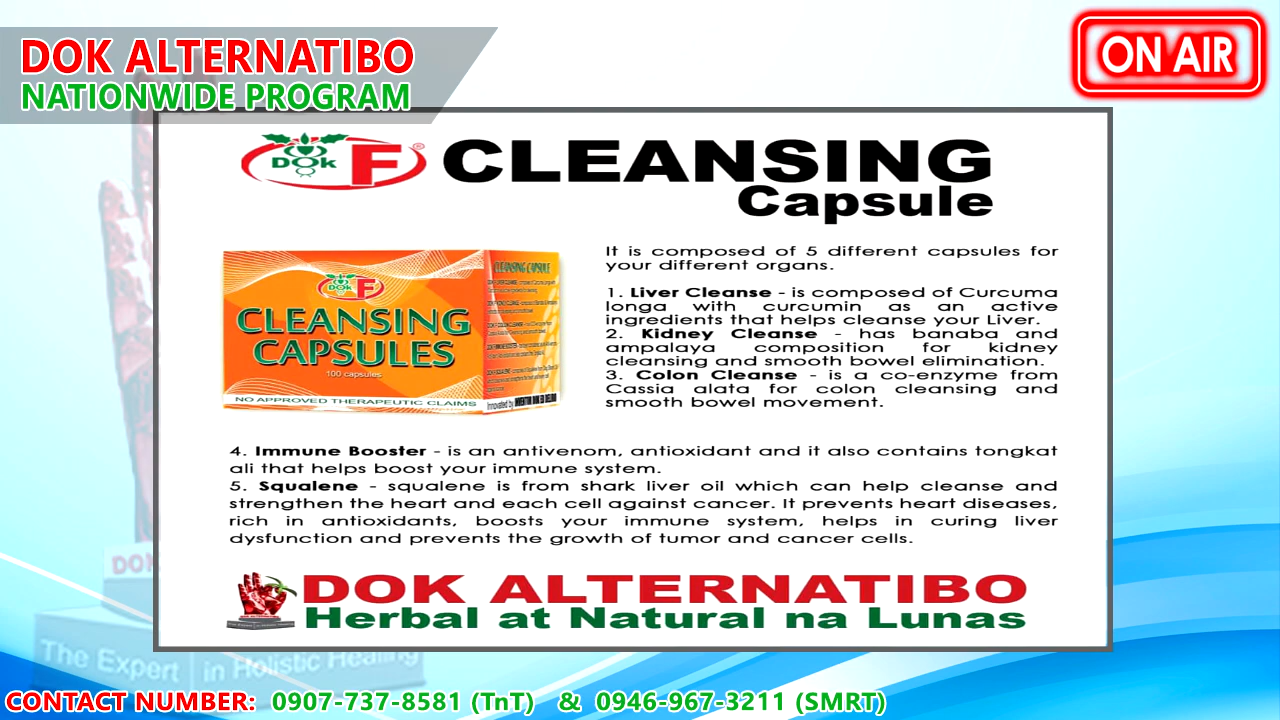 DOK ALTERNATIBO
NATIONWIDE PROGRAM
ON AIR
DOK F®
CLEANSING
Capsule
DOK F
CLEANSING
CAPSULES
100 capsules
NO APPROVED THERAPEUTIC CLAIMS
CLEANSING CAPSULE
It is composed of 5 different capsules for
your different organs.
1. Liver Cleanse - is composed of Curcuma
longa with curcumin as an active
ingredients that helps cleanse your Liver.
2. Kidney Cleanse - has banaba and
ampalaya composition for kidney
cleansing and smooth bowel elimination.
3. Colon Cleanse - is a co-enzyme from
Cassia alata for colon cleansing and
smooth bowel movement.
4. Immune Booster - is an antivenom, antioxidant and it also contains tongkat
ali that helps boost your immune system.
5. Squalene - squalene is from shark liver oil which can help cleanse and
strengthen the heart and each cell against cancer. It prevents heart diseases,
rich in antioxidants, boosts your immune system, helps in curing liver
dysfunction and prevents the growth of tumor and cancer cells.
DOK ALTERNATIBO
Herbal at Natural na Lunas
DOK
The Expert in Holistic Healing
CONTACT NUMBER: 0907-737-8581 (TnT) & 0946-967-3211 (SMRT)